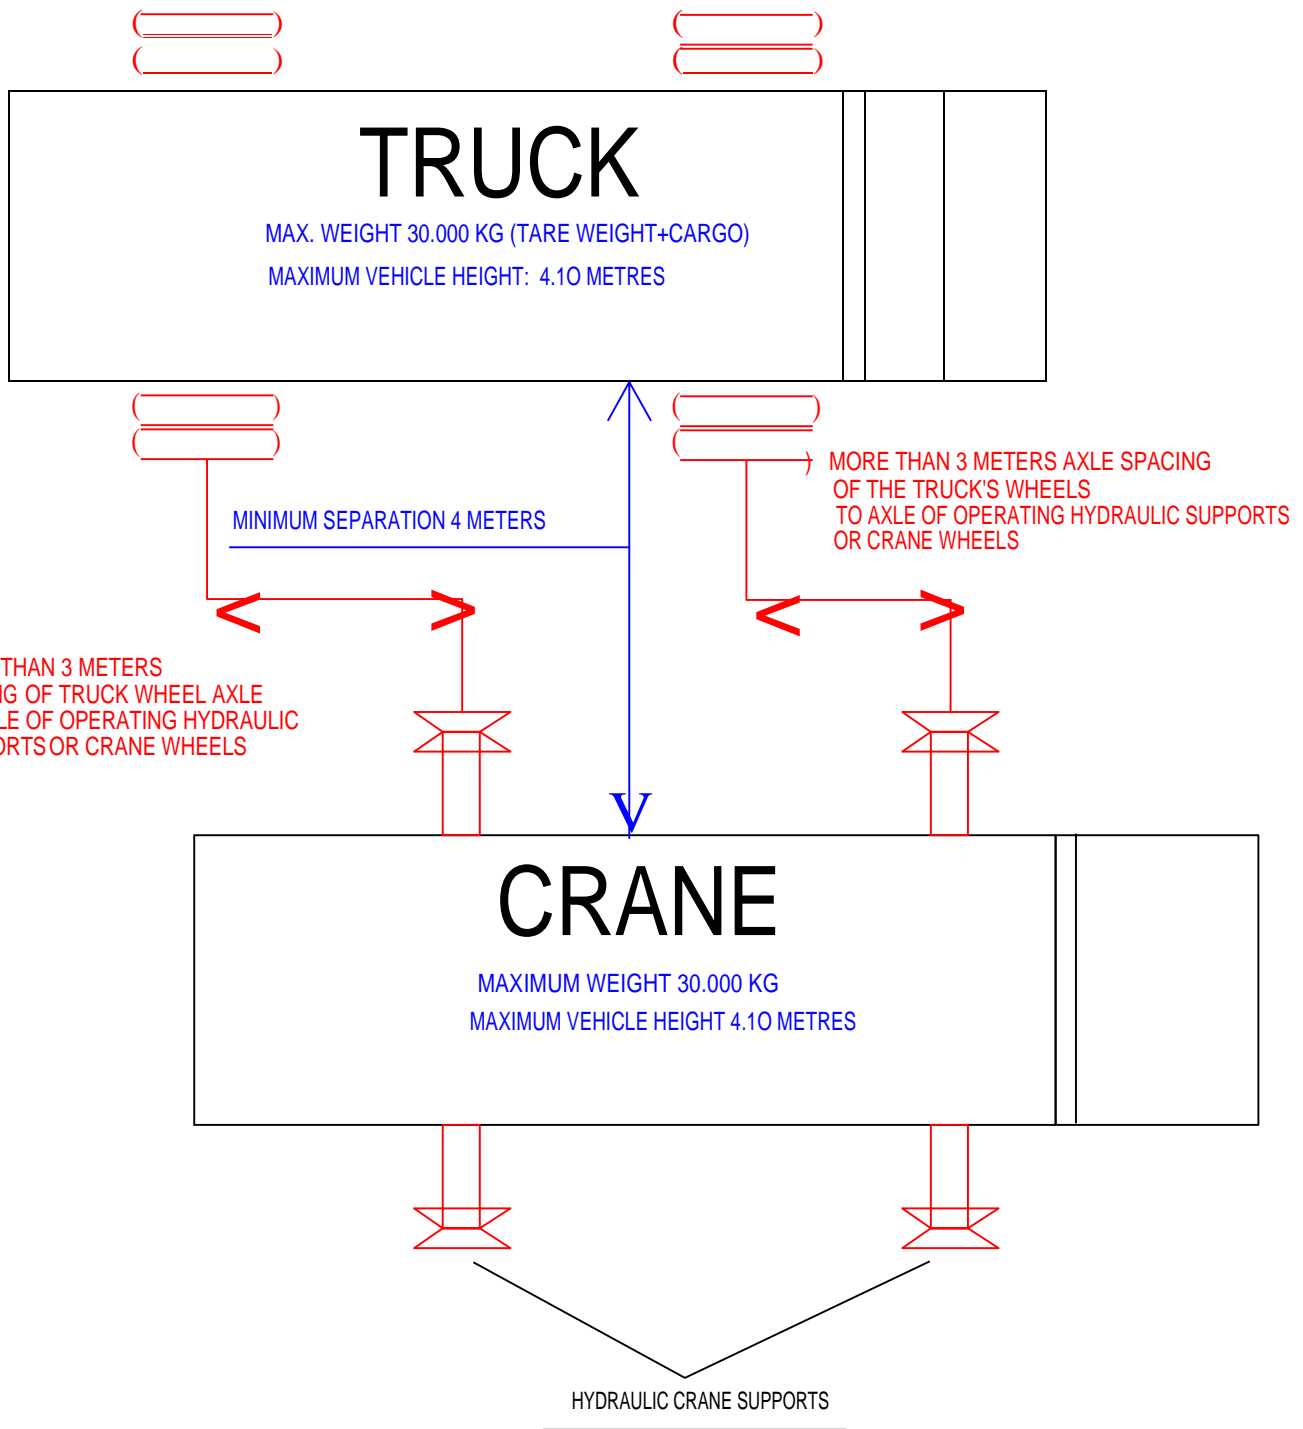 TRUCK
MAX. WEIGHT 30.000 KG (TARE WEIGHT+CARGO)
MAXIMUM VEHICLE HEIGHT: 4.1O METRES
MORE THAN 3 METERS AXLE SPACING
OF THE TRUCK'S WHEELS
TO AXLE OF OPERATING HYDRAULIC SUPPORTS
OR CRANE WHEELS
MINIMUM SEPARATION 4 METERS
THAN 3 METERS
OF TRUCK WHEEL AXLE
OF OPERATING HYDRAULIC
OR CRANE WHEELS
CRANE
MAXIMUM WEIGHT 30.000 KG
MAXIMUM VEHICLE HEIGHT 4.1O METRES
HYDRAULIC CRANE SUPPORTS